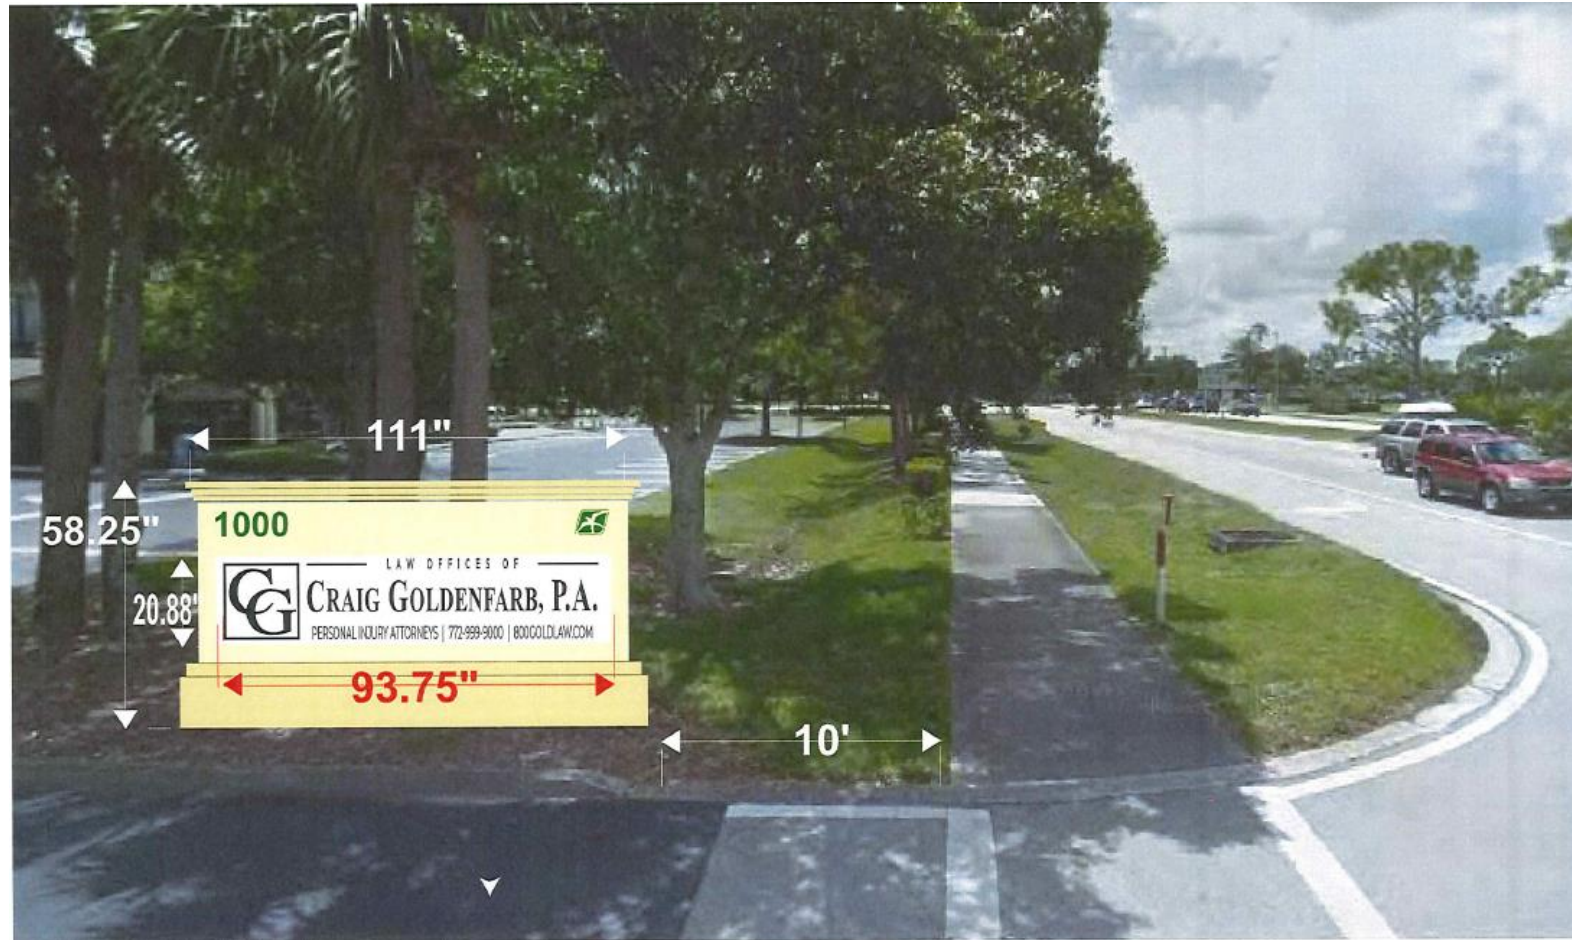 111"
58.25"
1000
20.88"
LAW OFFICES OF
CG
CRAIG GOLDENFARB, P.A.
PERSONAL INJURY ATTORNEYS | 772-999-9000 | 800GOLDLAW.COM
93.75"
10'